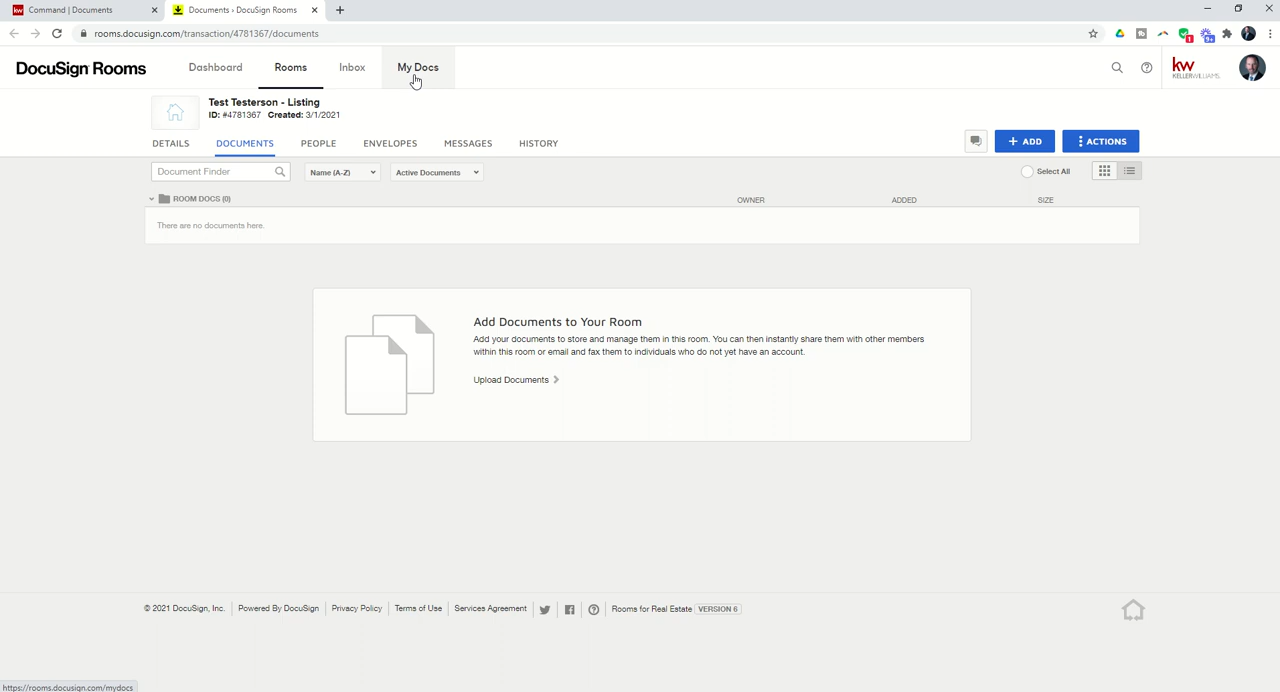 Command | Documents
Documents › DocuSign Rooms
rooms.docusign.com/transaction/4781367/documents
1
9+
DocuSign Rooms
Dashboard
Rooms
Inbox
My Docs
kw
KELLERWILLIAMS
Test Testerson - Listing
ID: #4781367 Created: 3/1/2021
DETAILS
DOCUMENTS
PEOPLE
ENVELOPES
MESSAGES
HISTORY
+ ADD
ACTIONS
Document Finder
Name (A-Z)
Active Documents
Select All
ROOM DOCS (0)
OWNER
ADDED
SIZE
There are no documents here.
Add Documents to Your Room
Add your documents to store and manage them in this room. You can then instantly share them with other members
within this room or email and fax them to individuals who do not yet have an account.
Upload Documents
© 2021 DocuSign, Inc.
Powered By DocuSign
Privacy Policy
Terms of Use
Services Agreement
Rooms for Real Estate VERSION 6
https://rooms.docusign.com/mydocs